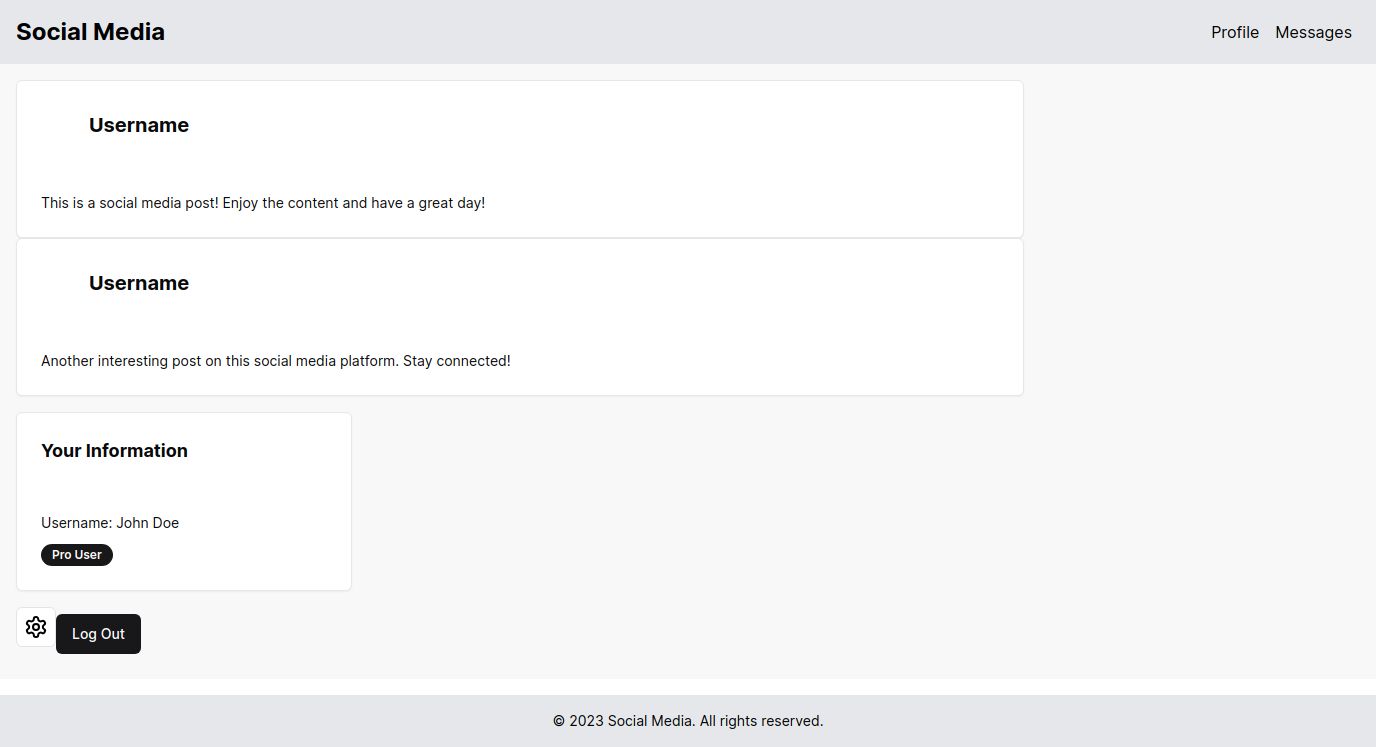 Social Media
Profile Messages
Username
This is a social media post! Enjoy the content and have a great day!
Username
Another interesting post on this social media platform. Stay connected!
Your Information
Username: John Doe
Pro User
Log Out
© 2023 Social Media. All rights reserved.